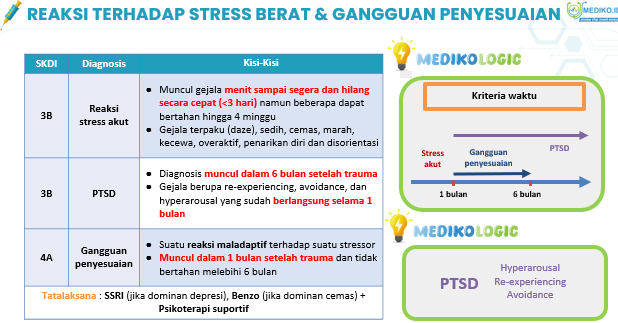 REAKSI TERHADAP STRESS BERAT & GANGGUAN PENYESUAIAN
MEDIKO.ID
SKDI Diagnosis Kisi-Kisi
3B Reaksi stress akut
• Muncul gejala menit sampai segera dan hilang
secara cepat (<3 hari) namun beberapa dapat
bertahan hingga 4 minggu
• Gejala terpaku (daze), sedih, cemas, marah,
kecewa, overaktif, penarikan diri dan disorientasi
3B PTSD
• Diagnosis muncul dalam 6 bulan setelah trauma
• Gejala berupa re-experiencing, avoidance, dan
hyperarousal yang sudah berlangsung selama 1
bulan
4A Gangguan penyesuaian
• Suatu reaksi maladaptif terhadap suatu stressor
• Muncul dalam 1 bulan setelah trauma dan tidak
bertahan melebihi 6 bulan
Tatalaksana : SSRI (jika dominan depresi), Benzo (jika dominan cemas) +
Psikoterapi suportif
MEDIKOLOGIC
Kriteria waktu
PTSD
Stress
akut
Gangguan
penyesuaian
1 bulan
6 bulan
MEDIKOLOGIC
PTSD
Hyperarousal
Re-experiencing
Avoidance